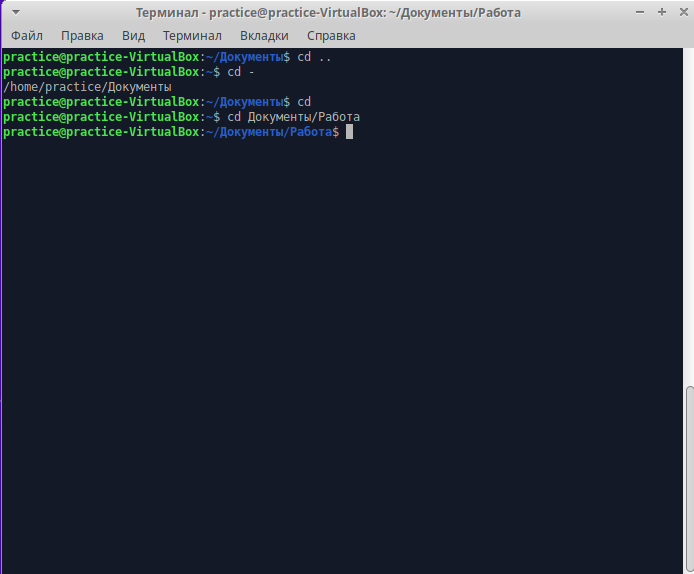 Терминал - practice@practice-VirtualBox: ~/Документы/Работа
Файл Правка Вид Терминал Вкладки Справка
practice@practice-VirtualBox:~/Документы$ cd ..
practice@practice-VirtualBox:~$ cd -
/home/practice/Документы
practice@practice-VirtualBox:~/Документы$ cd
practice@practice-VirtualBox:~$ cd Документы/Работа
practice@practice-VirtualBox:~/Документы/Работа$